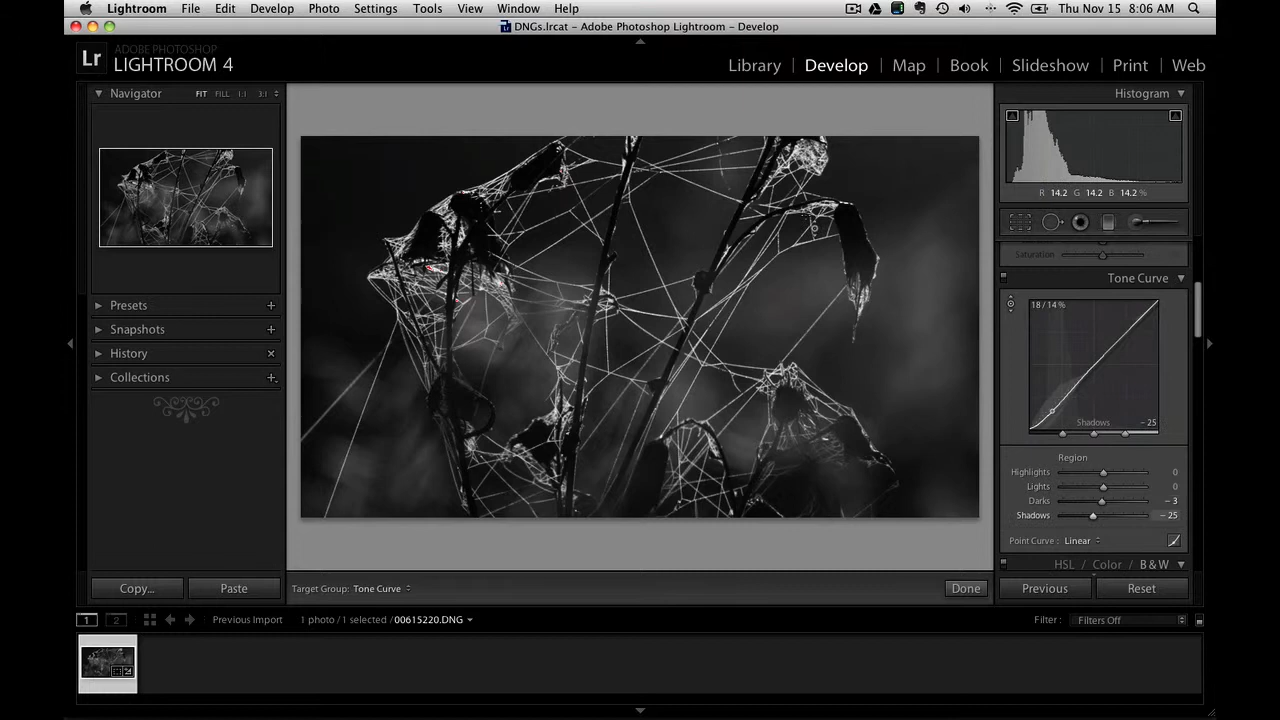 Lightroom File Edit Develop Photo Settings Tools View Window Help Thu Nov 15 8:06 AM
DNGs.lrcat – Adobe Photoshop Lightroom – Develop
Lr ADOBE PHOTOSHOP
LIGHTROOM 4
Library | Develop | Map | Book | Slideshow | Print | Web
Navigator FIT FILL 1:1 3:1
Histogram
R 14.2 G 14.2 B 14.2 %
Saturation
Tone Curve
18 / 14 %
Shadows – 25
Region
Highlights 0
Lights 0
Darks – 3
Shadows – 25
Point Curve : Linear
HSL / Color / B&W
Presets
Snapshots
History
Collections
Copy... Paste
Target Group: Tone Curve Done
Previous Reset
1 2 Previous Import 1 photo / 1 selected / 00615220.DNG Filter : Filters Off